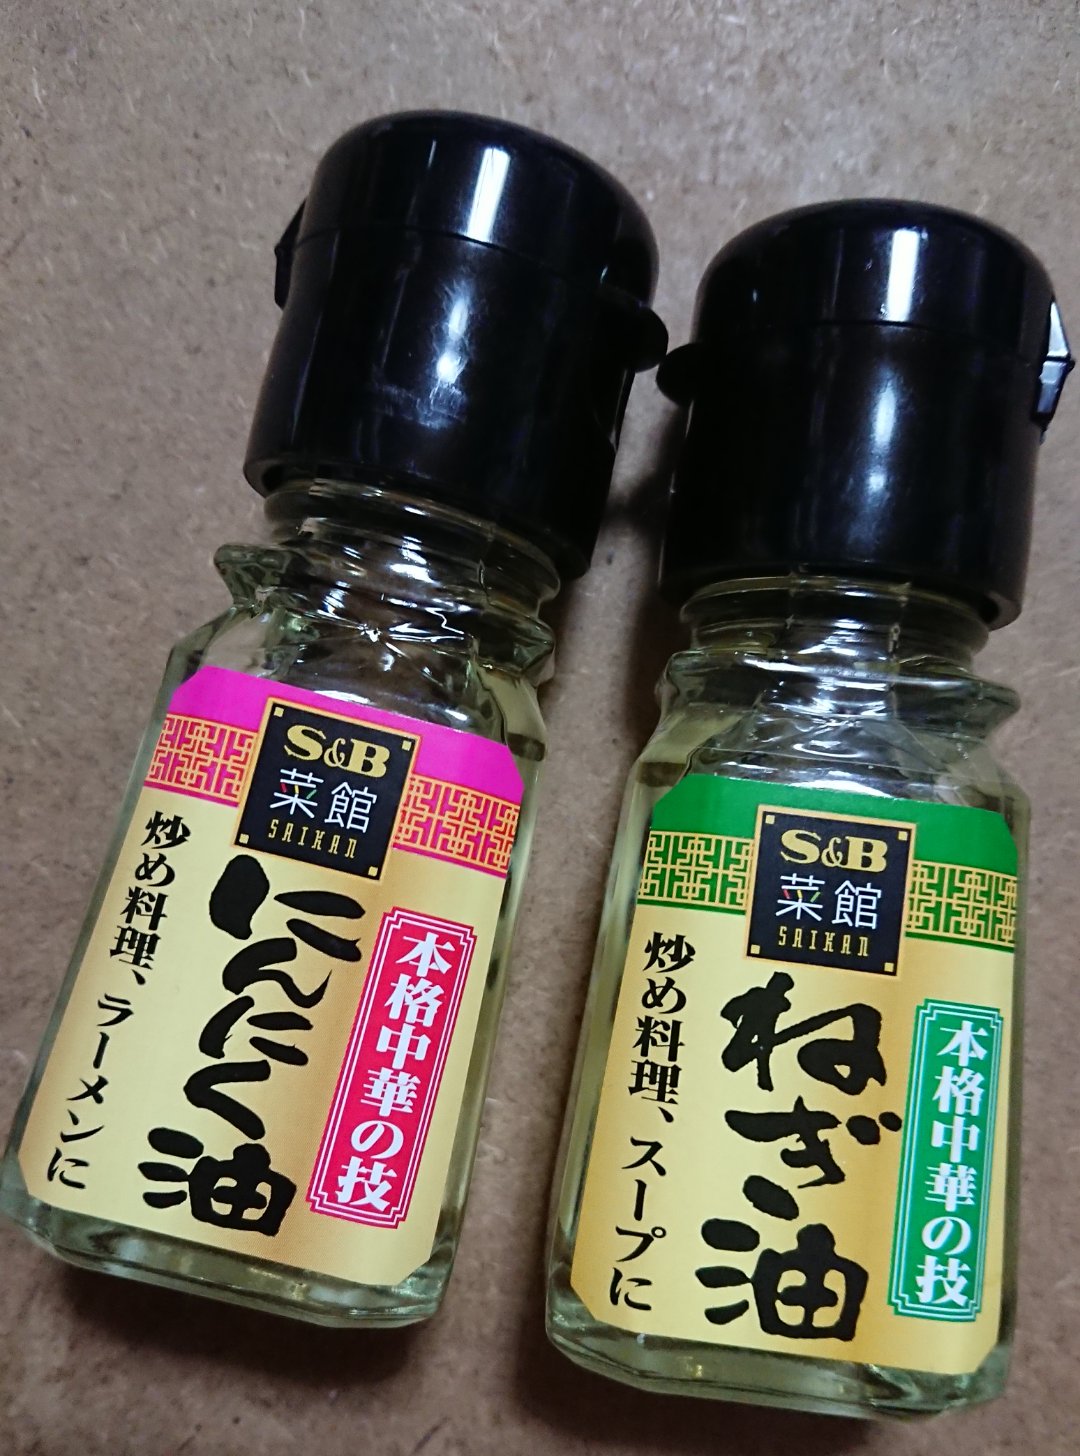 S&B
菜館
SAIKAN
にんにく油
本格中華の技
炒め料理、ラーメンに
S&B
菜館
SAIKAN
ねぎ油
本格中華の技
炒め料理、スープに